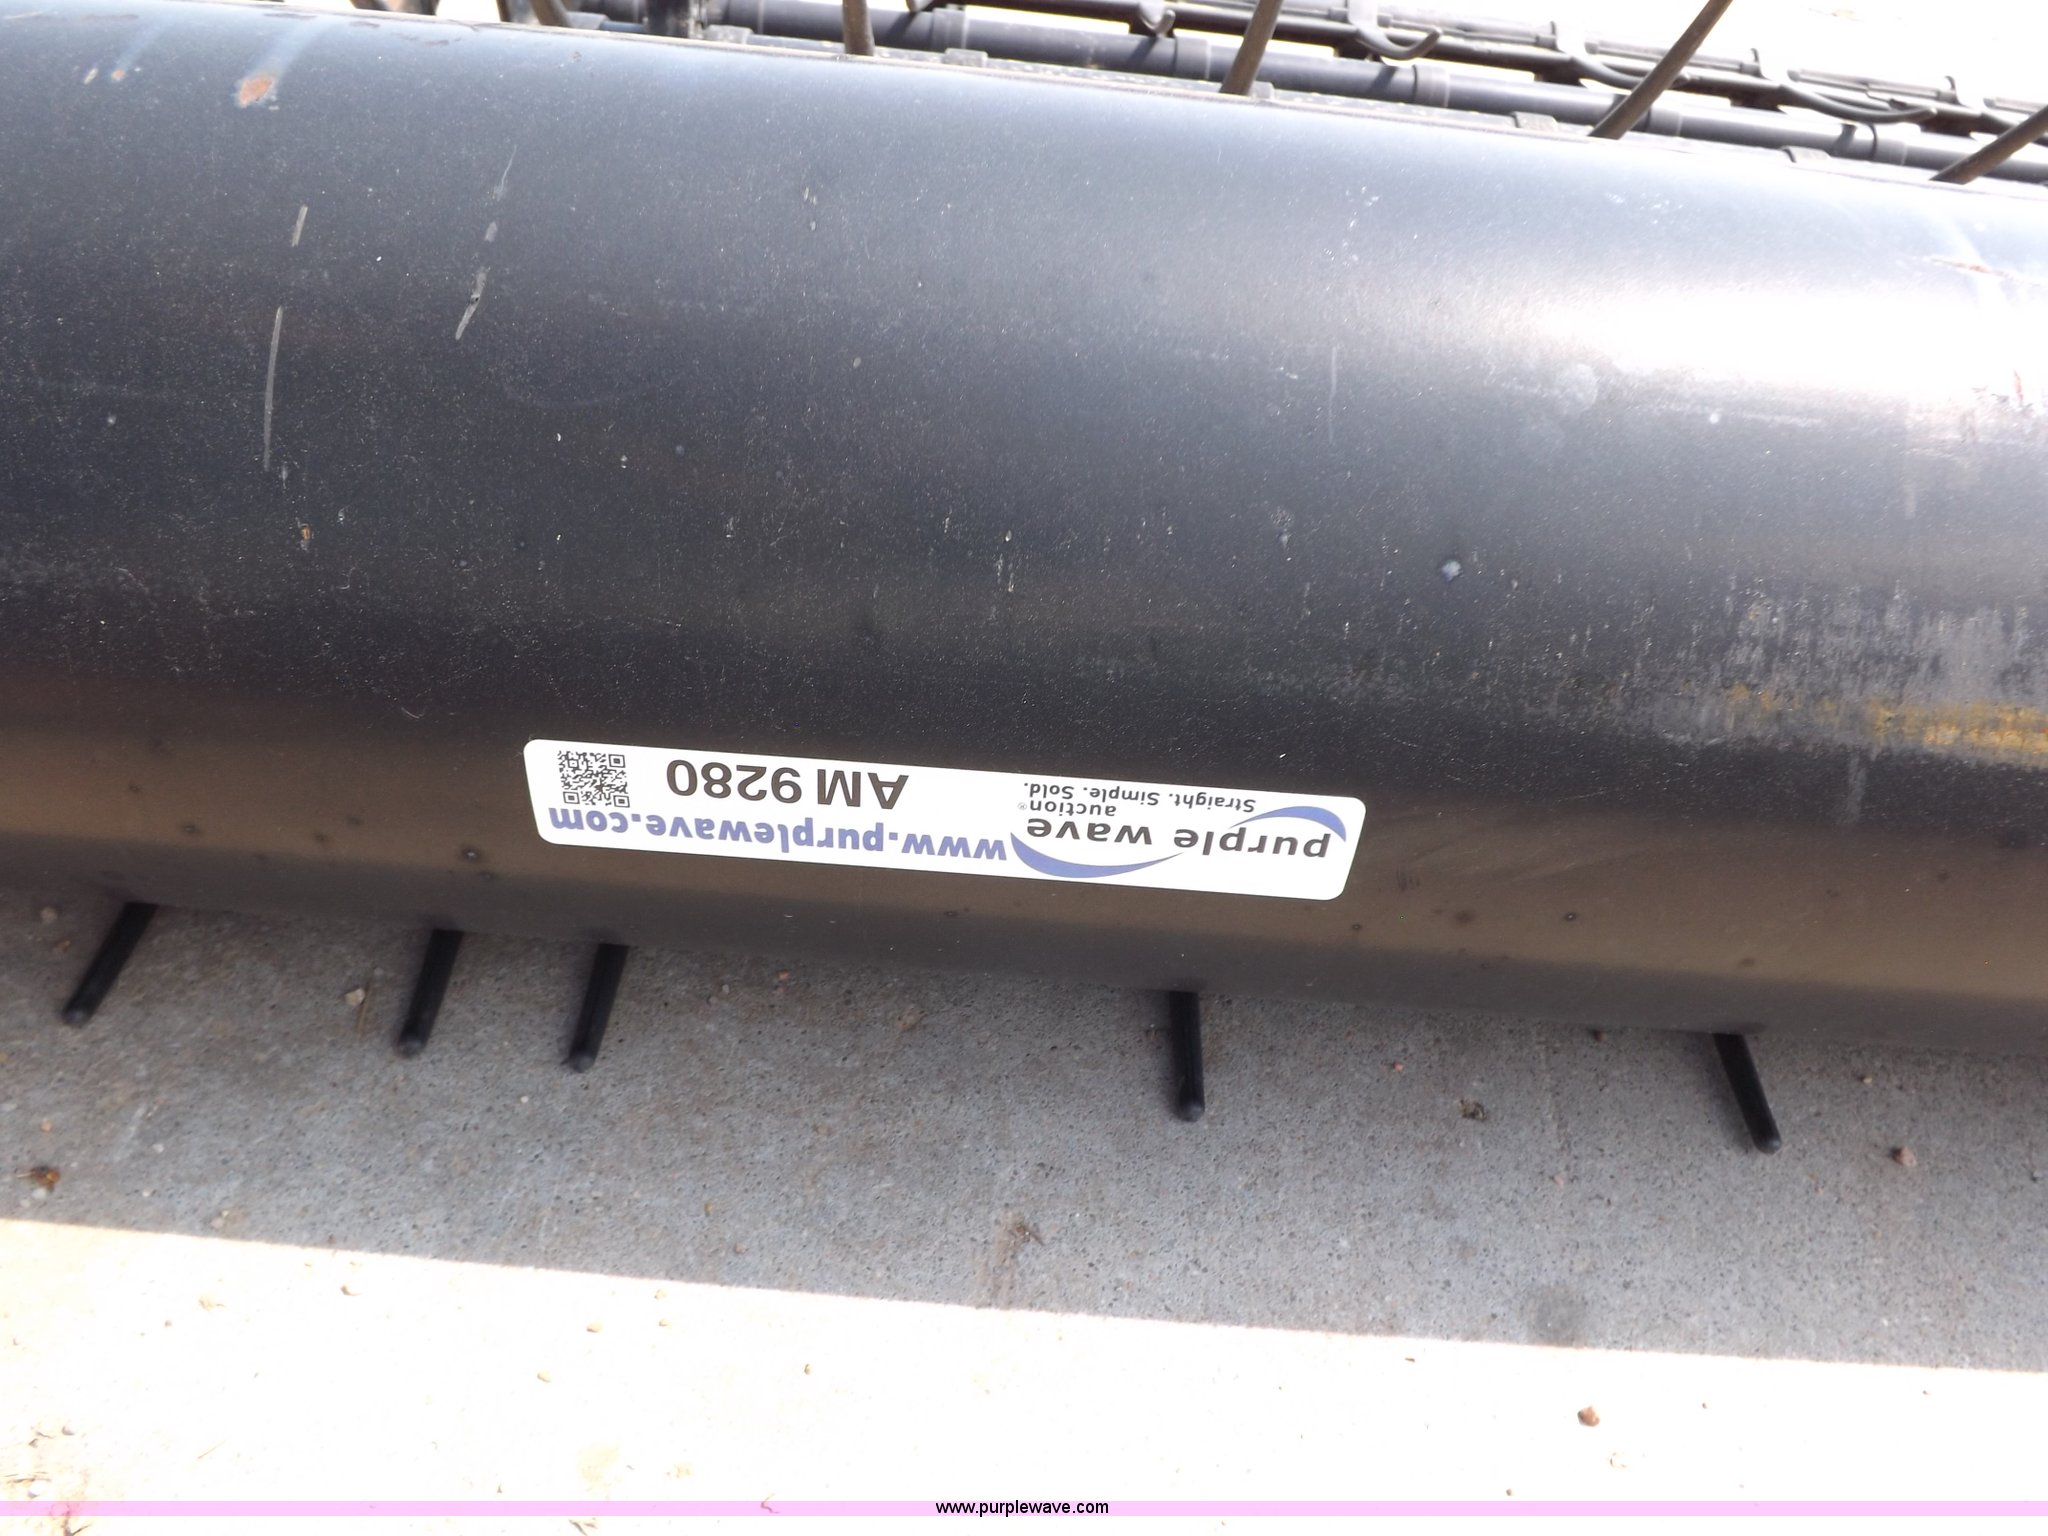 purple wave
auction®
Straight. Simple. Sold.
www.purplewave.com
AM 9280
www.purplewave.com